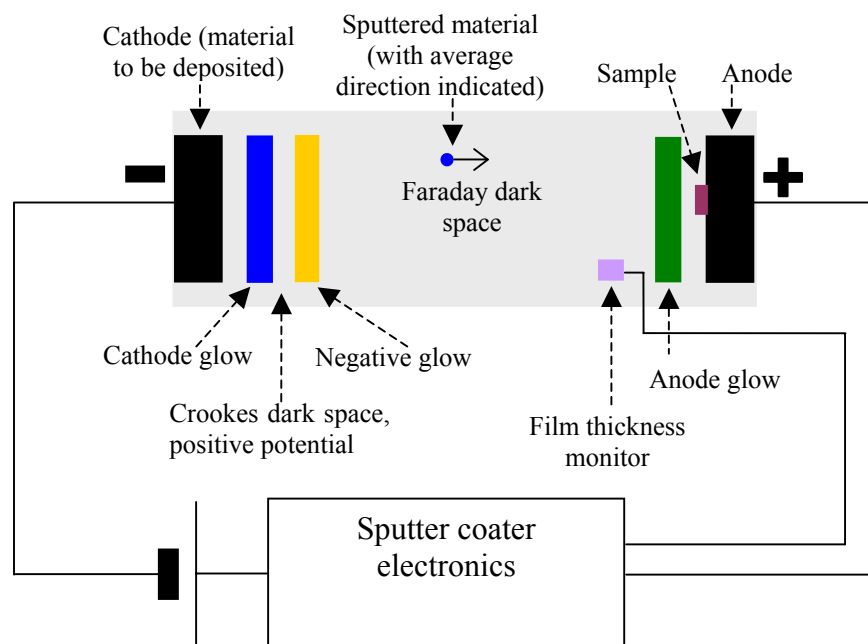 Cathode (material
to be deposited)
Sputtered material
(with average
direction indicated)
Sample
Anode
−
+
Faraday dark
space
Cathode glow
Negative glow
Anode glow
Crookes dark space,
positive potential
Film thickness
monitor
Sputter coater
electronics